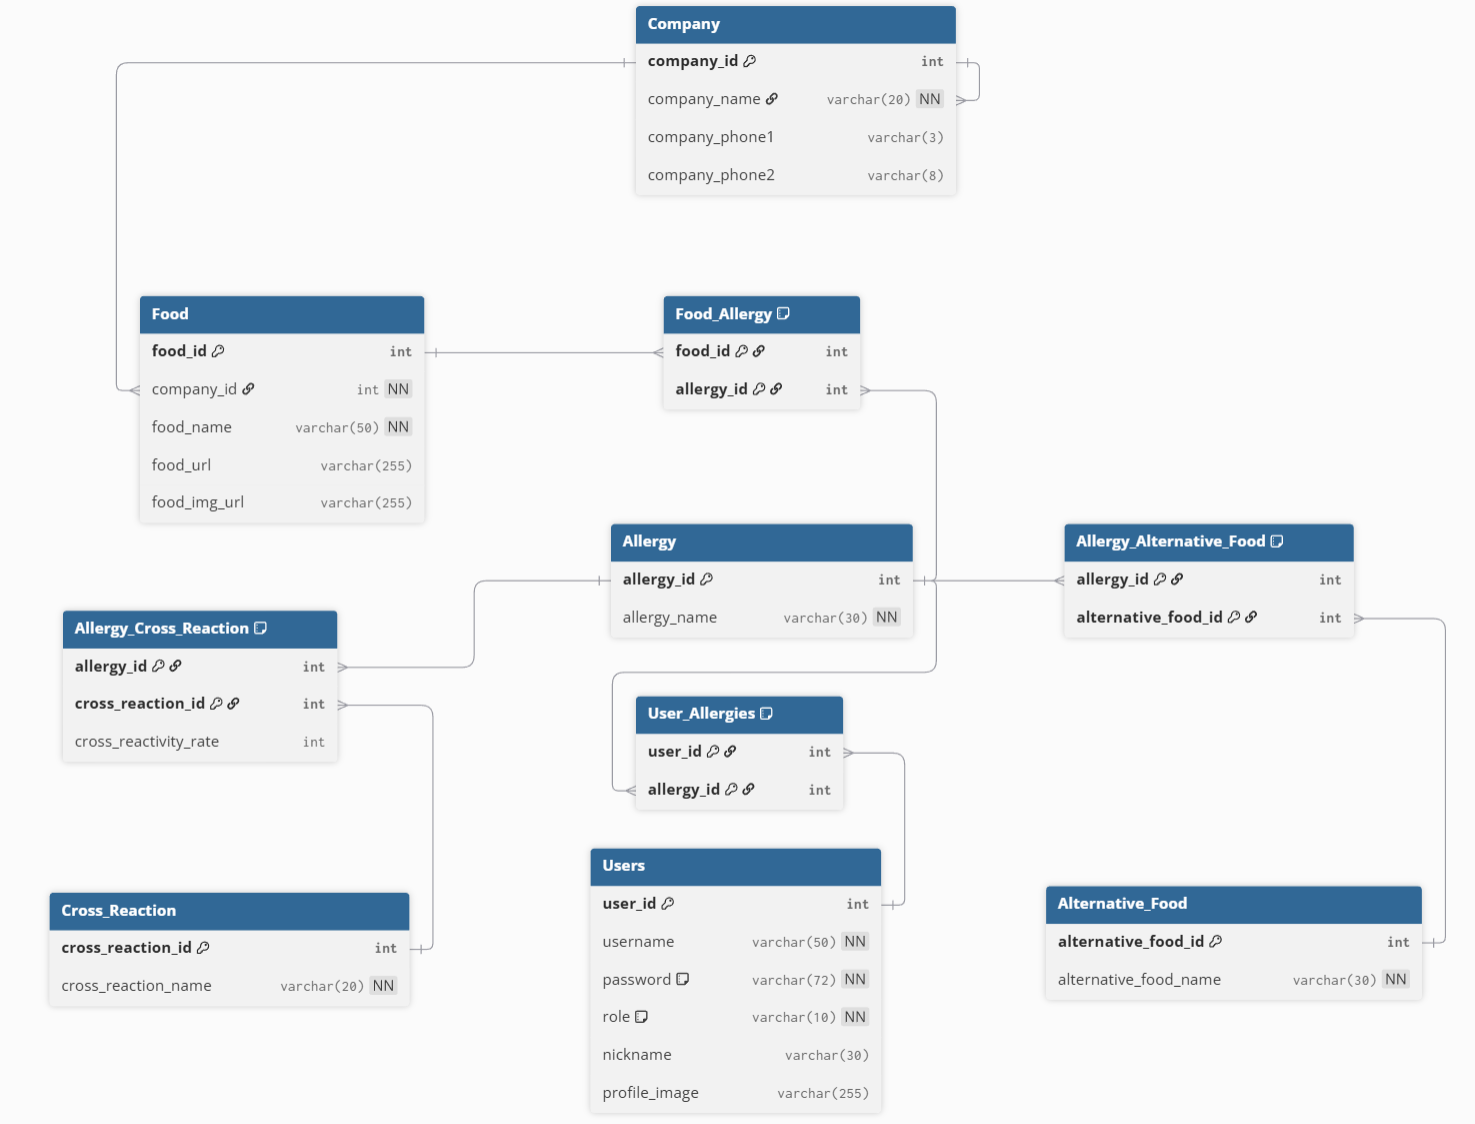 Company
company_id int
company_name varchar(20) NN
company_phone1 varchar(3)
company_phone2 varchar(8)
Food
food_id int
company_id int NN
food_name varchar(50) NN
food_url varchar(255)
food_img_url varchar(255)
Food_Allergy
food_id int
allergy_id int
Allergy
allergy_id int
allergy_name varchar(30) NN
Allergy_Alternative_Food
allergy_id int
alternative_food_id int
Allergy_Cross_Reaction
allergy_id int
cross_reaction_id int
cross_reactivity_rate int
User_Allergies
user_id int
allergy_id int
Cross_Reaction
cross_reaction_id int
cross_reaction_name varchar(20) NN
Users
user_id int
username varchar(50) NN
password varchar(72) NN
role varchar(10) NN
nickname varchar(30)
profile_image varchar(255)
Alternative_Food
alternative_food_id int
alternative_food_name varchar(30) NN